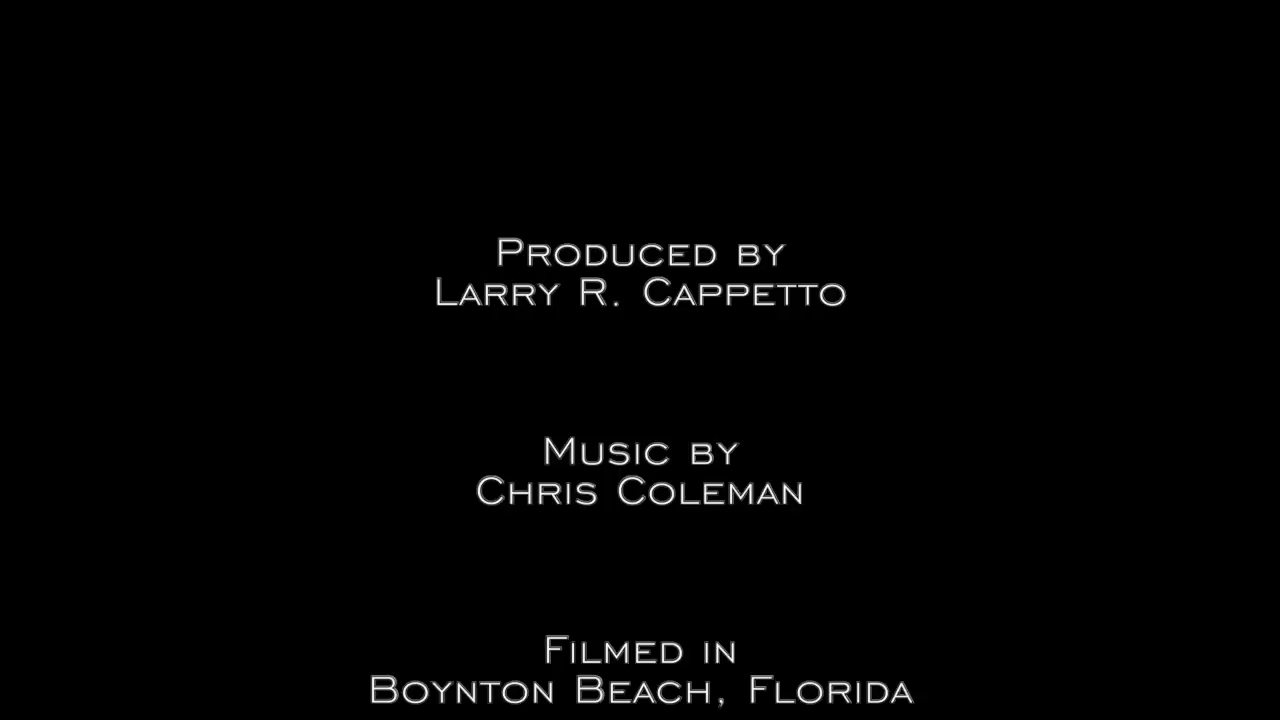 Produced by
Larry R. Cappetto
Music by
Chris Coleman
Filmed in
Boynton Beach, Florida